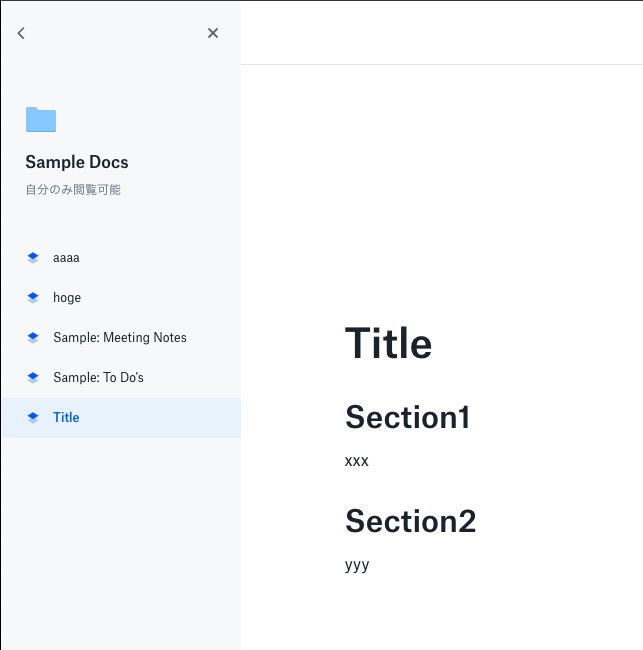 Sample Docs
自分のみ閲覧可能
aaaa
hoge
Sample: Meeting Notes
Sample: To Do's
Title
Title
Section1
xxx
Section2
yyy